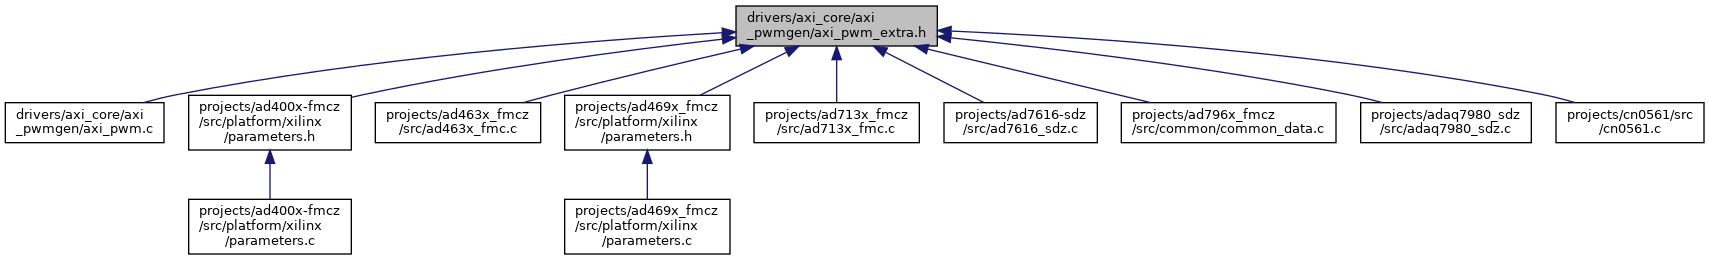 drivers/axi_core/axi
_pwmgen/axi_pwm_extra.h
drivers/axi_core/axi
_pwmgen/axi_pwm.c
projects/ad400x-fmcz
/src/platform/xilinx
/parameters.h
projects/ad463x_fmcz
/src/ad463x_fmc.c
projects/ad469x_fmcz
/src/platform/xilinx
/parameters.h
projects/ad713x_fmcz
/src/ad713x_fmc.c
projects/ad7616-sdz
/src/ad7616_sdz.c
projects/ad796x_fmcz
/src/common/common_data.c
projects/adaq7980_sdz
/src/adaq7980_sdz.c
projects/cn0561/src
/cn0561.c
projects/ad400x-fmcz
/src/platform/xilinx
/parameters.c
projects/ad469x_fmcz
/src/platform/xilinx
/parameters.c